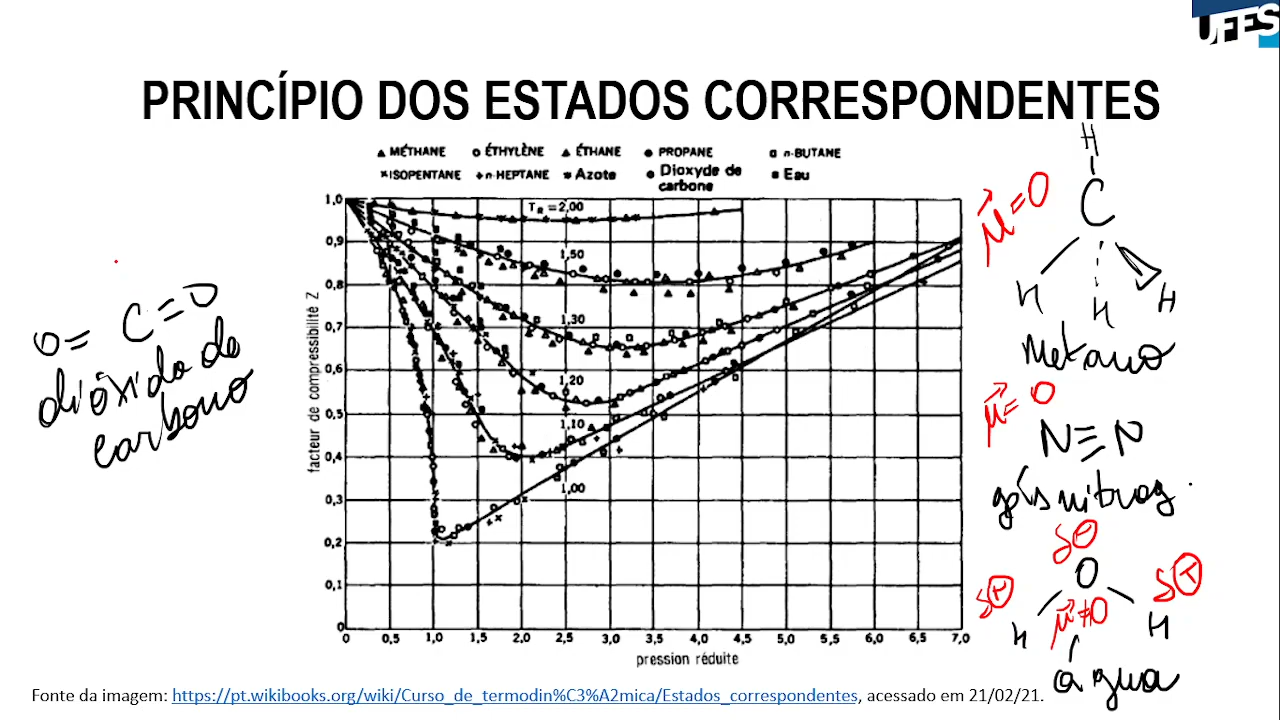 UFES
PRINCÍPIO DOS ESTADOS CORRESPONDENTES
MÉTHANE ÉTHYLÈNE ÉTHANE PROPANE n-BUTANE
ISOPENTANE n-HEPTANE Azote Dioxyde de carbone Eau
facteur de compressibilité Z
1,0
0,9
0,8
0,7
0,6
0,5
0,4
0,3
0,2
0,1
0
TR = 2,00
1,50
1,30
1,20
1,10
1,00
0 0,5 1,0 1,5 2,0 2,5 3,0 3,5 4,0 4,5 5,0 5,5 6,0 6,5 7,0
pression réduite
O= C=O
dióxido de
carbono
H
μ=0
C
H H H
metano
μ=0
N≡N
gás nitrog.
δ⊖
O
δ⊕ δ⊕
μ≠0
H H
água
Fonte da imagem: https://pt.wikibooks.org/wiki/Curso_de_termodin%C3%A2mica/Estados_correspondentes, acessado em 21/02/21.